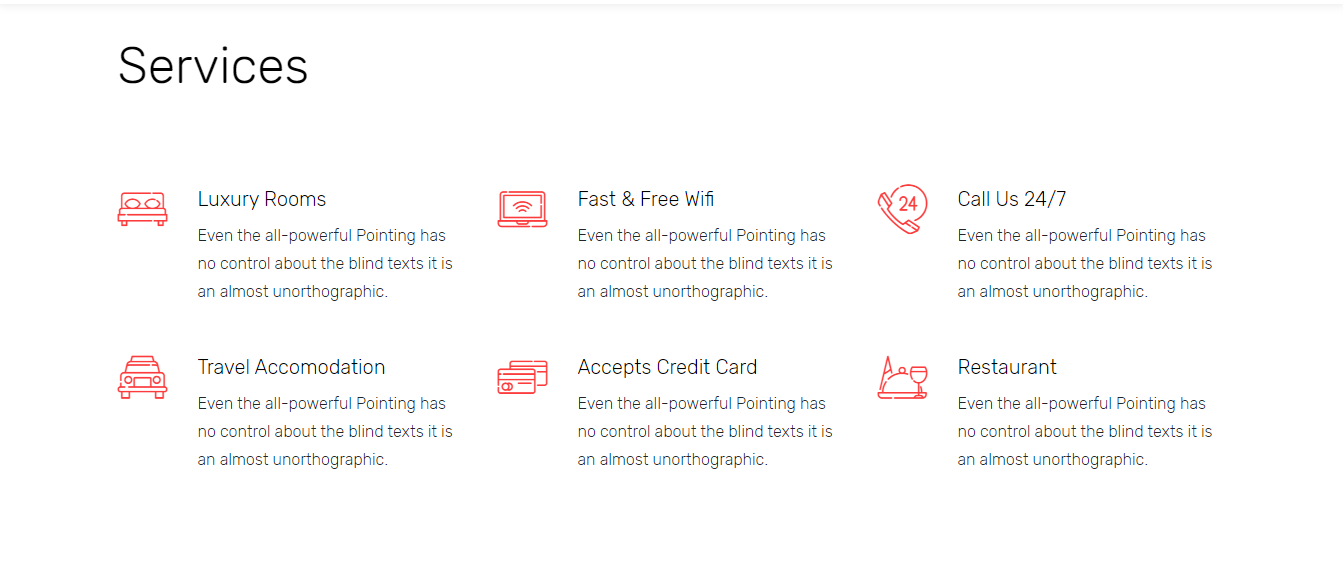 Services
Luxury Rooms
Even the all-powerful Pointing has
no control about the blind texts it is
an almost unorthographic.
Fast & Free Wifi
Even the all-powerful Pointing has
no control about the blind texts it is
an almost unorthographic.
24
Call Us 24/7
Even the all-powerful Pointing has
no control about the blind texts it is
an almost unorthographic.
Travel Accomodation
Even the all-powerful Pointing has
no control about the blind texts it is
an almost unorthographic.
Accepts Credit Card
Even the all-powerful Pointing has
no control about the blind texts it is
an almost unorthographic.
Restaurant
Even the all-powerful Pointing has
no control about the blind texts it is
an almost unorthographic.